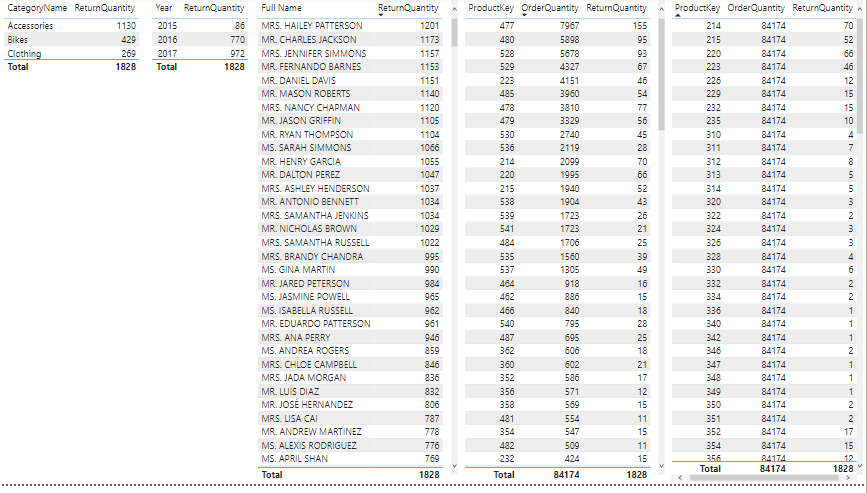 CategoryName ReturnQuantity
Accessories 1130
Bikes 429
Clothing 269
Total 1828
Year ReturnQuantity
2015 86
2016 770
2017 972
Total 1828
Full Name ReturnQuantity
MRS. HAILEY PATTERSON 1201
MR. CHARLES JACKSON 1173
MRS. JENNIFER SIMMONS 1157
MR. FERNANDO BARNES 1153
MR. DANIEL DAVIS 1151
MR. MASON ROBERTS 1140
MRS. NANCY CHAPMAN 1120
MR. JASON GRIFFIN 1105
MR. RYAN THOMPSON 1104
MS. SARAH SIMMONS 1066
MR. HENRY GARCIA 1055
MR. DALTON PEREZ 1047
MRS. ASHLEY HENDERSON 1037
MR. ANTONIO BENNETT 1034
MRS. SAMANTHA JENKINS 1034
MR. NICHOLAS BROWN 1029
MRS. SAMANTHA RUSSELL 1022
MRS. BRANDY CHANDRA 995
MS. GINA MARTIN 990
MR. JARED PETERSON 984
MS. JASMINE POWELL 965
MS. ISABELLA RUSSELL 962
MR. EDUARDO PATTERSON 961
MRS. ANA PERRY 946
MS. ANDREA ROGERS 859
MRS. CHLOE CAMPBELL 846
MRS. JADA MORGAN 836
MR. LUIS DIAZ 832
MR. JOSÉ HERNANDEZ 806
MRS. LISA CAI 787
MR. ANDREW MARTINEZ 778
MS. ALEXIS RODRIGUEZ 776
MS. APRIL SHAN 769
Total 1828
ProductKey OrderQuantity ReturnQuantity
477 7967 155
480 5898 95
528 5678 93
529 4327 67
223 4151 46
485 3960 54
478 3810 77
479 3329 56
530 2740 45
536 2119 28
214 2099 70
220 1995 66
215 1940 52
538 1904 43
539 1723 26
541 1723 21
484 1706 25
535 1560 39
537 1305 49
464 918 16
462 886 15
466 840 18
540 795 28
487 695 25
362 606 18
360 602 21
352 586 17
356 571 12
358 569 15
481 554 11
354 547 15
482 509 11
232 424 15
Total 84174 1828
ProductKey OrderQuantity ReturnQuantity
214 84174 70
215 84174 52
220 84174 66
223 84174 46
226 84174 12
229 84174 15
232 84174 15
235 84174 10
310 84174 4
311 84174 7
312 84174 8
313 84174 5
314 84174 5
320 84174 3
322 84174 2
324 84174 3
326 84174 3
328 84174 4
330 84174 6
332 84174 2
334 84174 2
336 84174 1
340 84174 1
342 84174 1
346 84174 2
347 84174 1
348 84174 1
349 84174 1
350 84174 2
351 84174 2
352 84174 17
354 84174 15
356 84174 12
Total 84174 1828